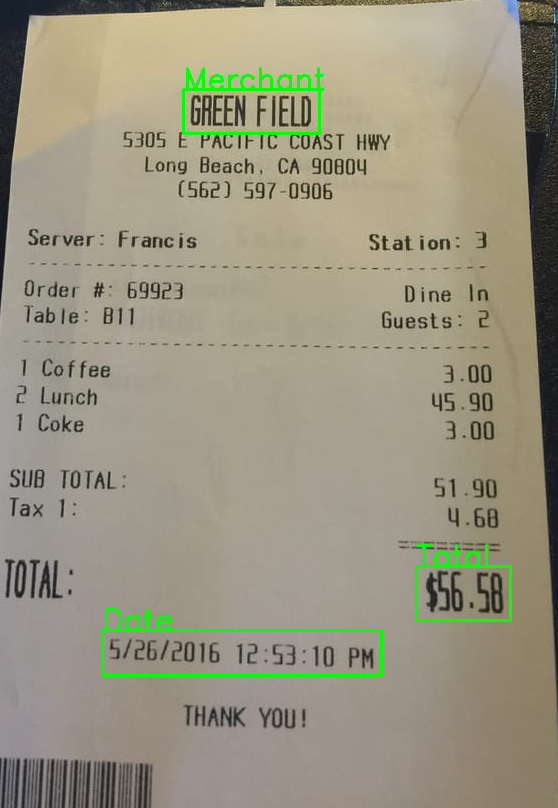 Merchant
GREEN FIELD
5305 E PACIFIC COAST HWY
Long Beach, CA 90804
(562) 597-0906
Server: Francis Station: 3
Order #: 69923 Dine In
Table: B11 Guests: 2
1 Coffee 3.00
2 Lunch 45.90
1 Coke 3.00
SUB TOTAL: 51.90
Tax 1: 4.68
Total
TOTAL: $56.58
Date
5/26/2016 12:53:10 PM
THANK YOU!